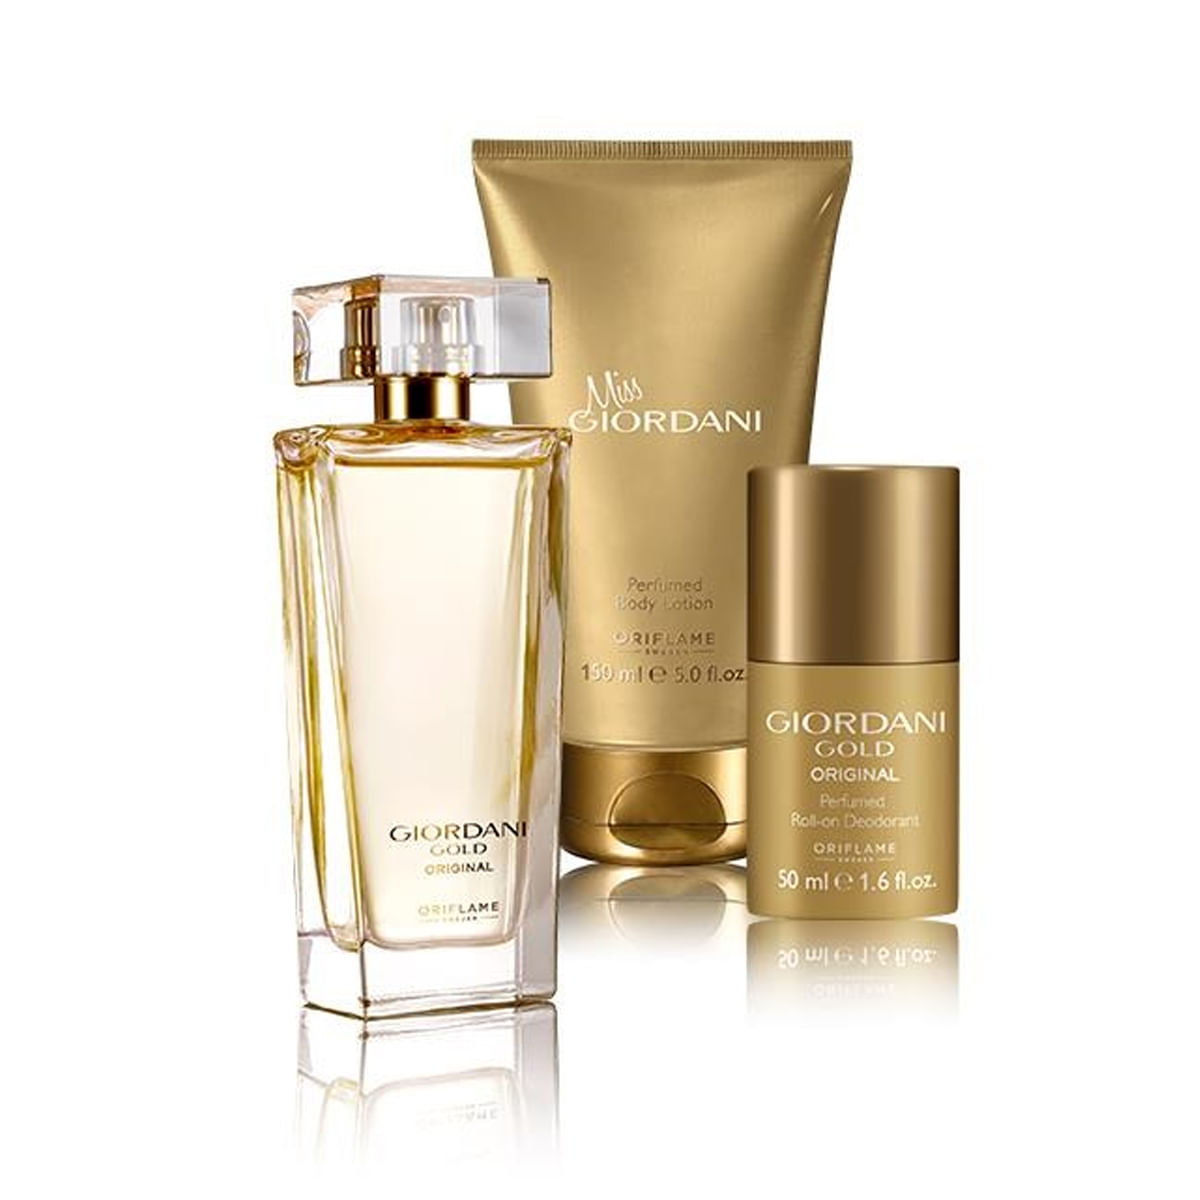 Miss
GIORDANI
Perfumed
Body Lotion
ORIFLAME
SWEDEN
150 ml e 5.0 fl.oz.
GIORDANI
GOLD
ORIGINAL
ORIFLAME
SWEDEN
GIORDANI
GOLD
ORIGINAL
Perfumed
Roll-on Deodorant
ORIFLAME
SWEDEN
50 ml e 1.6 fl.oz.